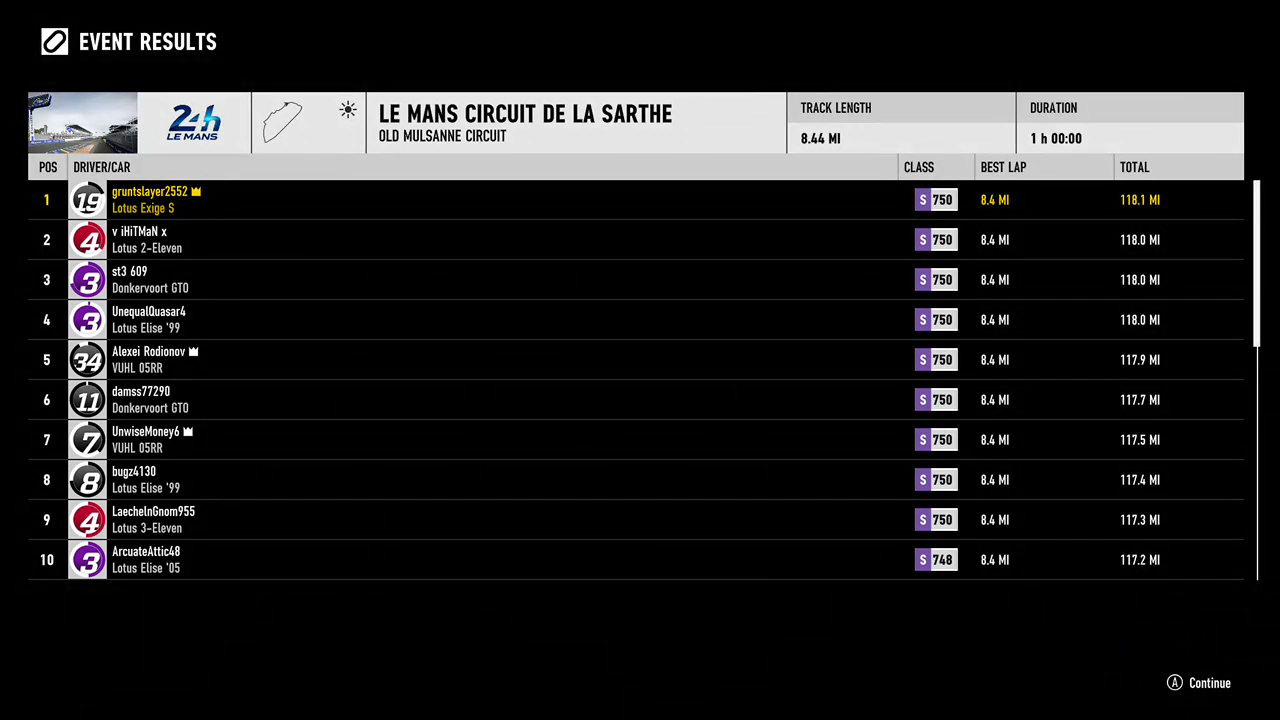 EVENT RESULTS
24h
LE MANS
LE MANS CIRCUIT DE LA SARTHE
OLD MULSANNE CIRCUIT
TRACK LENGTH
8.44 MI
DURATION
1 h 00:00
POS DRIVER/CAR CLASS BEST LAP TOTAL
1 19 gruntslayer2552 S 750 8.4 MI 118.1 MI
Lotus Exige S
2 4 v iHiTMaN x S 750 8.4 MI 118.0 MI
Lotus 2-Eleven
3 3 st3 609 S 750 8.4 MI 118.0 MI
Donkervoort GTO
4 3 UnequalQuasar4 S 750 8.4 MI 118.0 MI
Lotus Elise '99
5 34 Alexei Rodionov S 750 8.4 MI 117.9 MI
VUHL 05RR
6 11 damss77290 S 750 8.4 MI 117.7 MI
Donkervoort GTO
7 7 UnwiseMoney6 S 750 8.4 MI 117.5 MI
VUHL 05RR
8 8 bugz4130 S 750 8.4 MI 117.4 MI
Lotus Elise '99
9 4 LaechelnGnom955 S 750 8.4 MI 117.3 MI
Lotus 3-Eleven
10 3 ArcuateAttic48 S 748 8.4 MI 117.2 MI
Lotus Elise '05
A Continue